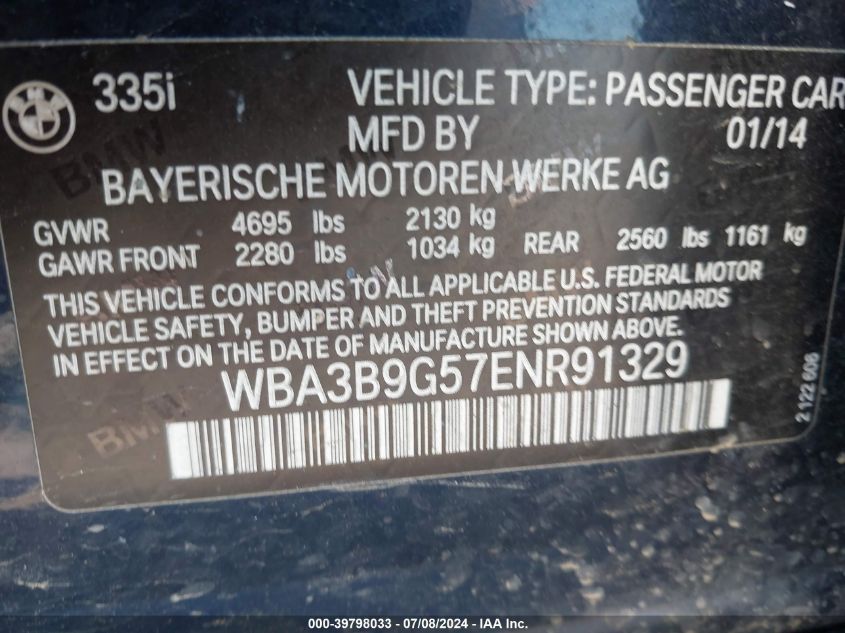 335i VEHICLE TYPE: PASSENGER CAR
MFD BY 01/14
BAYERISCHE MOTOREN WERKE AG
GVWR 4695 lbs 2130 kg
GAWR FRONT 2280 lbs 1034 kg REAR 2560 lbs 1161 kg
THIS VEHICLE CONFORMS TO ALL APPLICABLE U.S. FEDERAL MOTOR
VEHICLE SAFETY, BUMPER AND THEFT PREVENTION STANDARDS
IN EFFECT ON THE DATE OF MANUFACTURE SHOWN ABOVE.
WBA3B9G57ENR91329
2 122 606
BMW
BMW
000-39798033 - 07/08/2024 - IAA Inc.